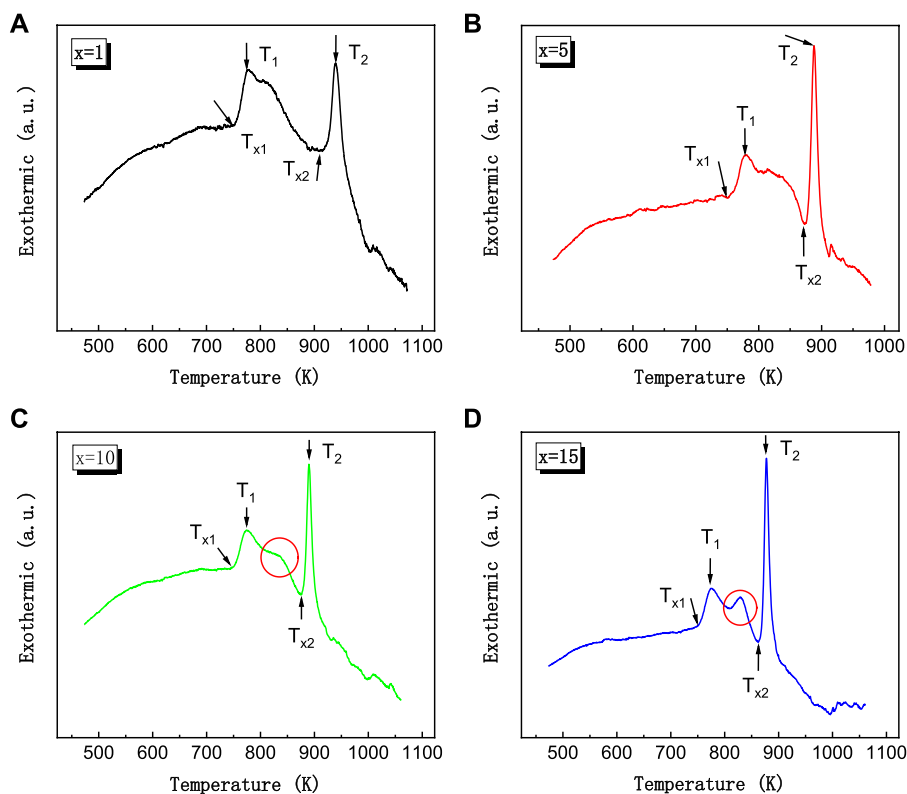 A
x=1
T1
T2
Tx1
Tx2
Exothermic (a.u.)
500 600 700 800 900 1000 1100
Temperature (K)
B
x=5
T2
T1
Tx1
Tx2
Exothermic (a.u.)
500 600 700 800 900 1000
Temperature (K)
C
x=10
T2
T1
Tx1
Tx2
Exothermic (a.u.)
500 600 700 800 900 1000 1100
Temperature (K)
D
x=15
T2
T1
Tx1
Tx2
Exothermic (a.u.)
500 600 700 800 900 1000 1100
Temperature (K)